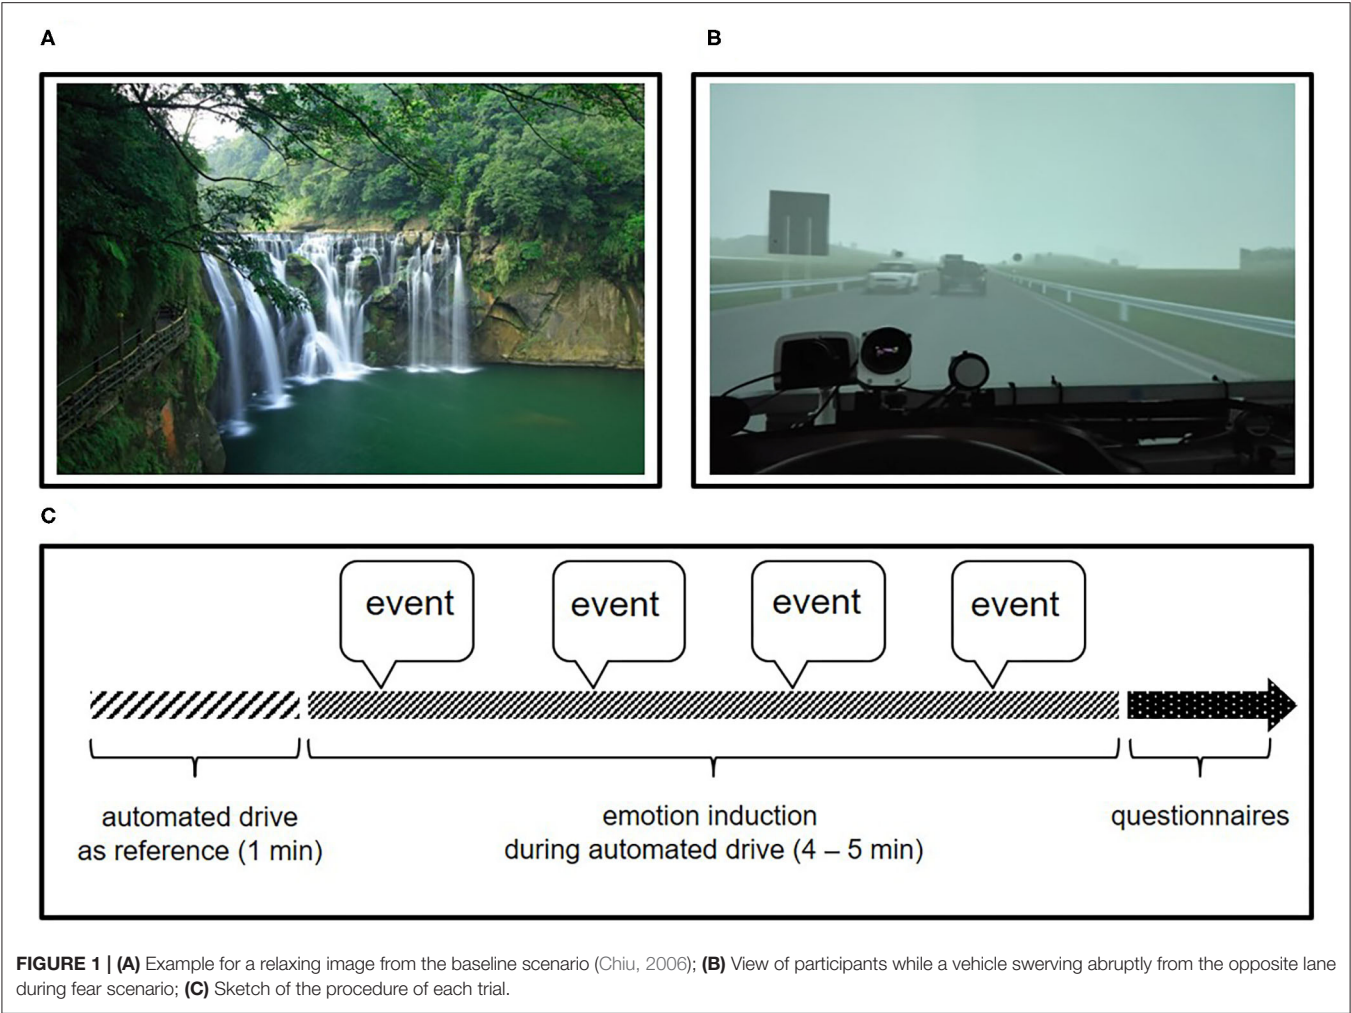 A
B
C
event
event
event
event
automated drive
as reference (1 min)
emotion induction
during automated drive (4 – 5 min)
questionnaires
FIGURE 1 | (A) Example for a relaxing image from the baseline scenario (Chiu, 2006); (B) View of participants while a vehicle swerving abruptly from the opposite lane
during fear scenario; (C) Sketch of the procedure of each trial.